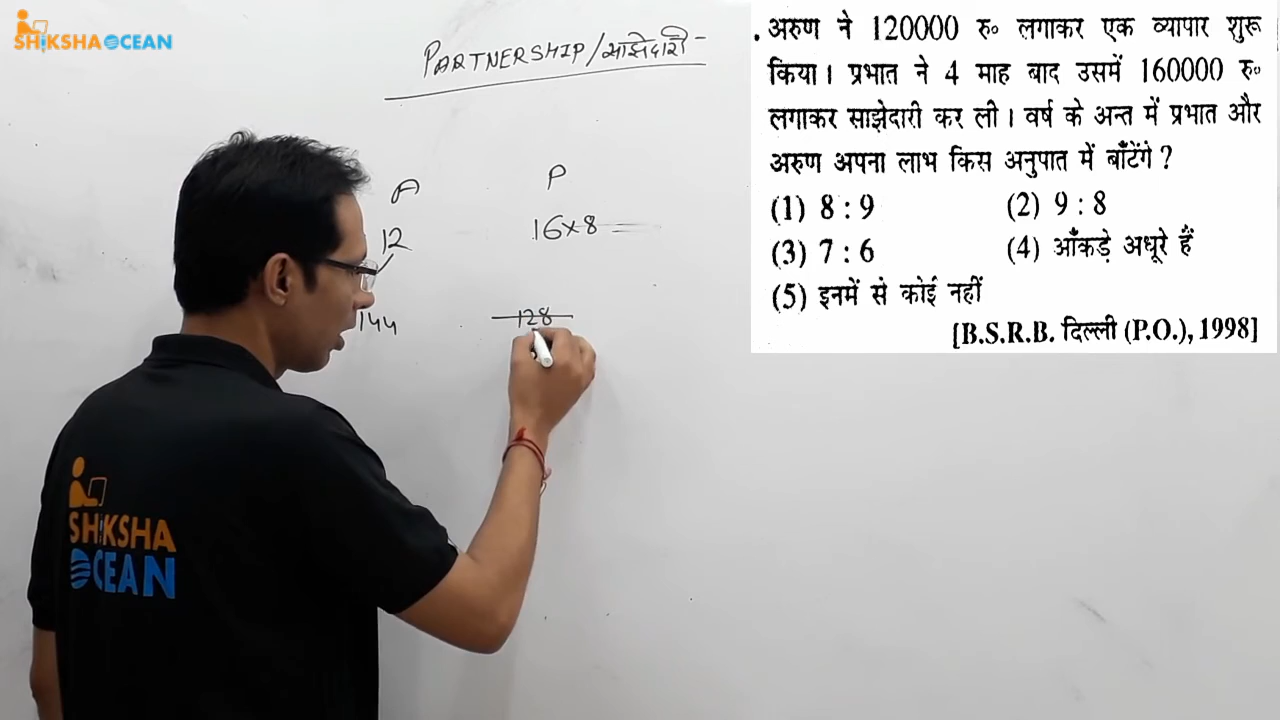 SHIKSHA OCEAN
PARTNERSHIP/साझेदारी -
A P
12 16×8
144 128
. अरुण ने 120000 रु० लगाकर एक व्यापार शुरू
किया। प्रभात ने 4 माह बाद उसमें 160000 रु०
लगाकर साझेदारी कर ली। वर्ष के अन्त में प्रभात और
अरुण अपना लाभ किस अनुपात में बाँटेंगे ?
(1) 8 : 9 (2) 9 : 8
(3) 7 : 6 (4) आँकड़े अधूरे हैं
(5) इनमें से कोई नहीं
[B.S.R.B. दिल्ली (P.O.), 1998]
SHIKSHA
OCEAN